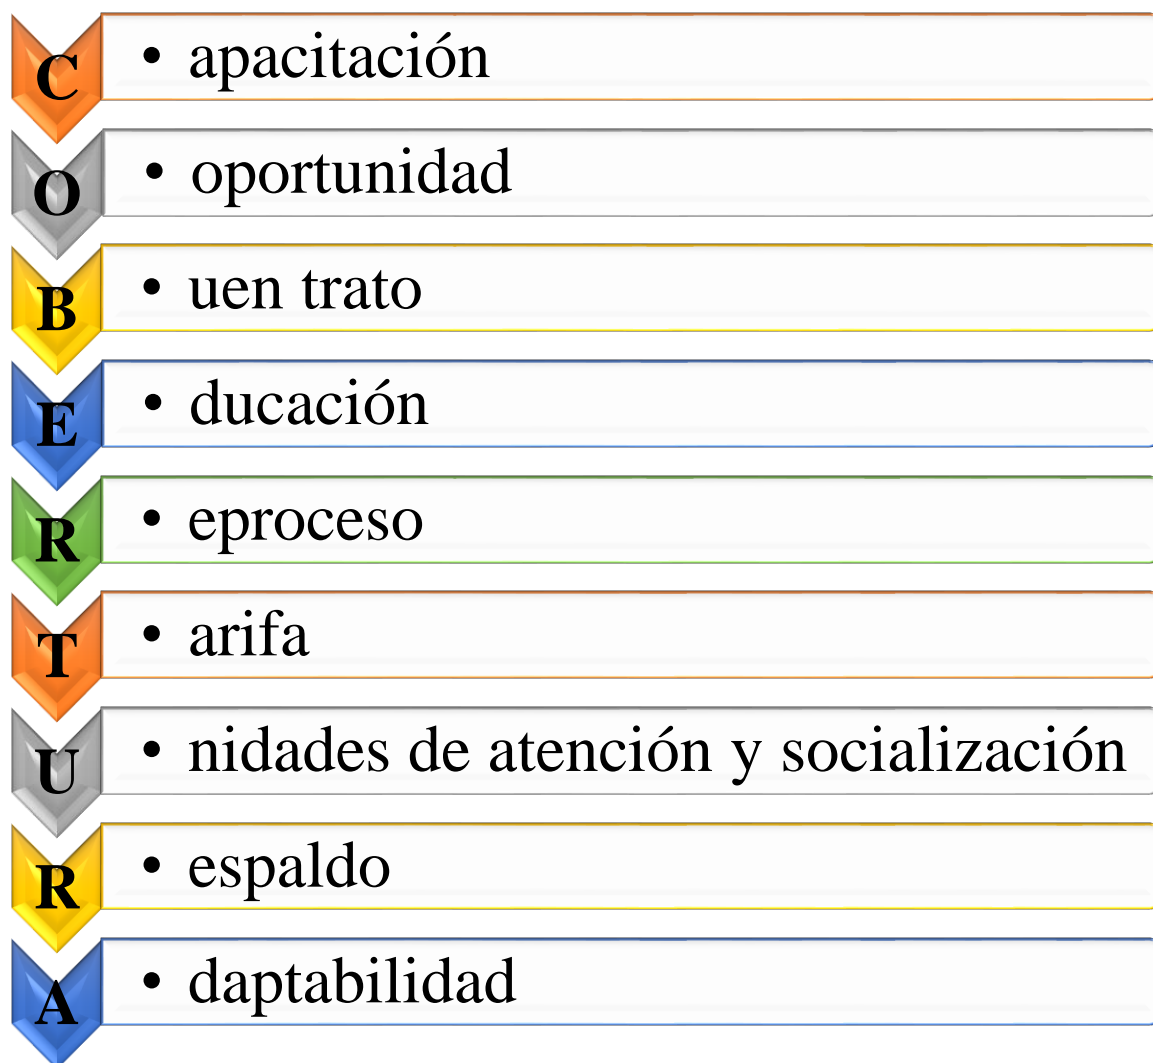 C • apacitación
O • oportunidad
B • uen trato
E • ducación
R • eproceso
T • arifa
U • nidades de atención y socialización
R • espaldo
A • daptabilidad